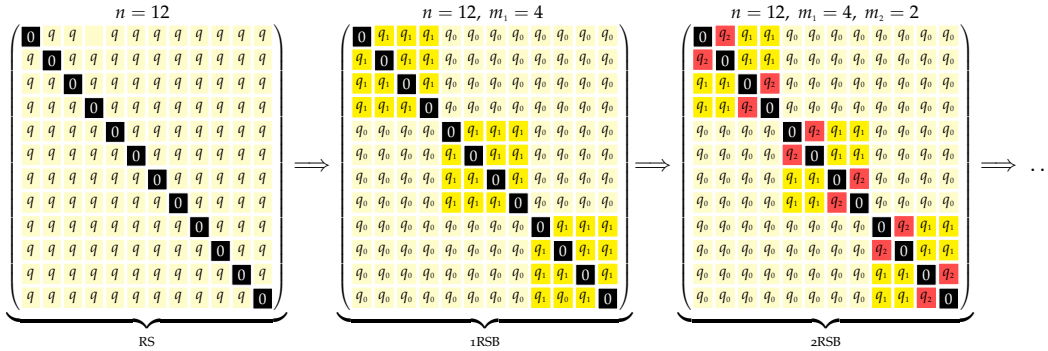 n = 12 n = 12, m₁ = 4 n = 12, m₁ = 4, m₂ = 2
0 q q q q q q q q q q 0 q₁ q₁ q₁ q₀ q₀ q₀ q₀ q₀ q₀ q₀ q₀ 0 q₂ q₁ q₁ q₀ q₀ q₀ q₀ q₀ q₀ q₀ q₀
q 0 q q q q q q q q q q q₁ 0 q₁ q₁ q₀ q₀ q₀ q₀ q₀ q₀ q₀ q₀ q₂ 0 q₁ q₁ q₀ q₀ q₀ q₀ q₀ q₀ q₀ q₀
q q 0 q q q q q q q q q q₁ q₁ 0 q₁ q₀ q₀ q₀ q₀ q₀ q₀ q₀ q₀ q₁ q₁ 0 q₂ q₀ q₀ q₀ q₀ q₀ q₀ q₀ q₀
q q q 0 q q q q q q q q q₁ q₁ q₁ 0 q₀ q₀ q₀ q₀ q₀ q₀ q₀ q₀ q₁ q₁ q₂ 0 q₀ q₀ q₀ q₀ q₀ q₀ q₀ q₀
q q q q 0 q q q q q q q q₀ q₀ q₀ q₀ 0 q₁ q₁ q₁ q₀ q₀ q₀ q₀ q₀ q₀ q₀ q₀ 0 q₂ q₁ q₁ q₀ q₀ q₀ q₀
q q q q q 0 q q q q q q ⟹ q₀ q₀ q₀ q₀ q₁ 0 q₁ q₁ q₀ q₀ q₀ q₀ ⟹ q₀ q₀ q₀ q₀ q₂ 0 q₁ q₁ q₀ q₀ q₀ q₀ ⟹ . .
q q q q q q 0 q q q q q q₀ q₀ q₀ q₀ q₁ q₁ 0 q₁ q₀ q₀ q₀ q₀ q₀ q₀ q₀ q₀ q₁ q₁ 0 q₂ q₀ q₀ q₀ q₀
q q q q q q q 0 q q q q q₀ q₀ q₀ q₀ q₁ q₁ q₁ 0 q₀ q₀ q₀ q₀ q₀ q₀ q₀ q₀ q₁ q₁ q₂ 0 q₀ q₀ q₀ q₀
q q q q q q q q 0 q q q q₀ q₀ q₀ q₀ q₀ q₀ q₀ q₀ 0 q₁ q₁ q₁ q₀ q₀ q₀ q₀ q₀ q₀ q₀ q₀ 0 q₂ q₁ q₁
q q q q q q q q q 0 q q q₀ q₀ q₀ q₀ q₀ q₀ q₀ q₀ q₁ 0 q₁ q₁ q₀ q₀ q₀ q₀ q₀ q₀ q₀ q₀ q₂ 0 q₁ q₁
q q q q q q q q q q 0 q q₀ q₀ q₀ q₀ q₀ q₀ q₀ q₀ q₁ q₁ 0 q₁ q₀ q₀ q₀ q₀ q₀ q₀ q₀ q₀ q₁ q₁ 0 q₂
q q q q q q q q q q q 0 q₀ q₀ q₀ q₀ q₀ q₀ q₀ q₀ q₁ q₁ q₁ 0 q₀ q₀ q₀ q₀ q₀ q₀ q₀ q₀ q₁ q₁ q₂ 0
RS 1RSB 2RSB